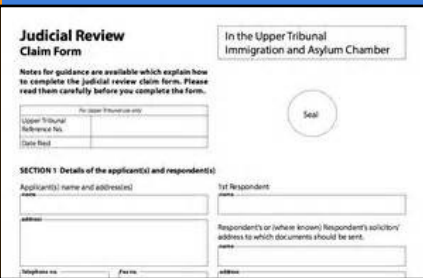 Judicial Review
Claim Form
In the Upper Tribunal
Immigration and Asylum Chamber
Notes for guidance are available which explain how
to complete the judicial review claim form. Please
read them carefully before you complete the form.
For Upper Tribunal use only
Upper Tribunal
Reference No.
Date filed
Seal
SECTION 1 Details of the applicant(s) and respondent(s)
Applicant(s) name and address(es)
name
address
Telephone no.
Fax no.
1st Respondent
name
Respondent's or (where known) Respondent's solicitors'
address to which documents should be sent.
name
address